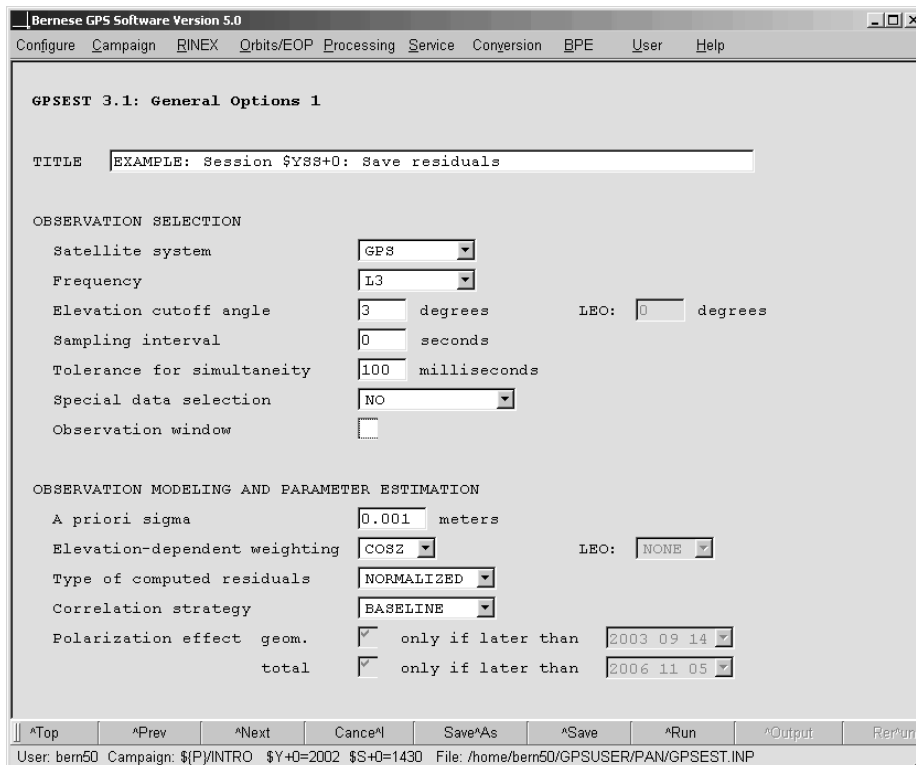 Bernese GPS Software Version 5.0
Configure Campaign RINEX Orbits/EOP Processing Service Conversion BPE User Help
GPSEST 3.1: General Options 1
TITLE EXAMPLE: Session $YSS+0: Save residuals
OBSERVATION SELECTION
Satellite system GPS
Frequency L3
Elevation cutoff angle 3 degrees LEO: 0 degrees
Sampling interval 0 seconds
Tolerance for simultaneity 100 milliseconds
Special data selection NO
Observation window
OBSERVATION MODELING AND PARAMETER ESTIMATION
A priori sigma 0.001 meters
Elevation-dependent weighting COSZ LEO: NONE
Type of computed residuals NORMALIZED
Correlation strategy BASELINE
Polarization effect geom. only if later than 2003 09 14
total only if later than 2006 11 05
^Top ^Prev ^Next Cance^l Save^As ^Save ^Run ^Output Rer^un
User: bern50 Campaign: ${P}/INTRO $Y+0=2002 $S+0=1430 File: /home/bern50/GPSUSER/PAN/GPSEST.INP